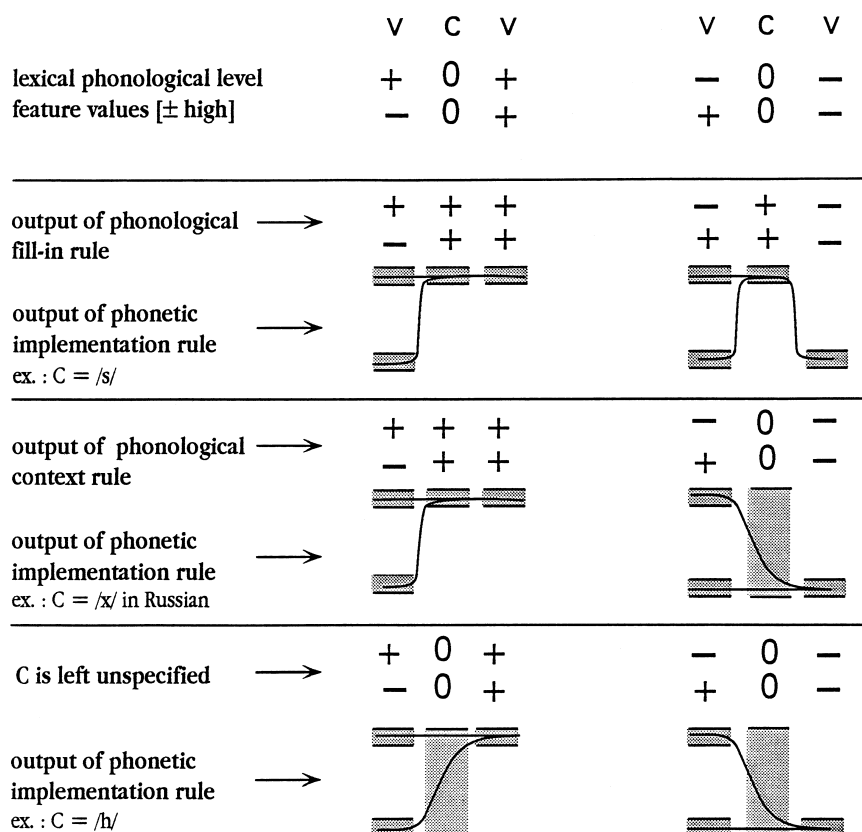 V C V V C V
lexical phonological level + 0 + − 0 −
feature values [± high] − 0 + + 0 −
output of phonological → + + + − + −
fill-in rule − + + + + −
output of phonetic →
implementation rule
ex. : C = /s/
output of phonological → + + + − 0 −
context rule − + + + 0 −
output of phonetic →
implementation rule
ex. : C = /x/ in Russian
C is left unspecified → + 0 + − 0 −
− 0 + + 0 −
output of phonetic →
implementation rule
ex. : C = /h/